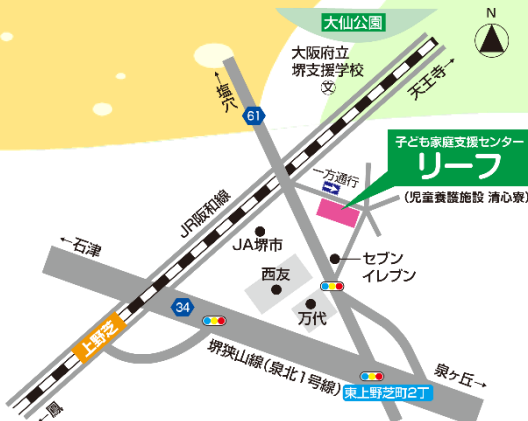 N
大仙公園
大阪府立
堺支援学校
文
天王寺→
←塩穴
61
子ども家庭支援センター
リーフ
(児童養護施設 清心寮)
一方通行
→
JR阪和線
JA堺市
←石津
セブン
イレブン
西友
34
万代
上野芝
堺狭山線(泉北1号線)
泉ヶ丘→
東上野芝町2丁
←鳳